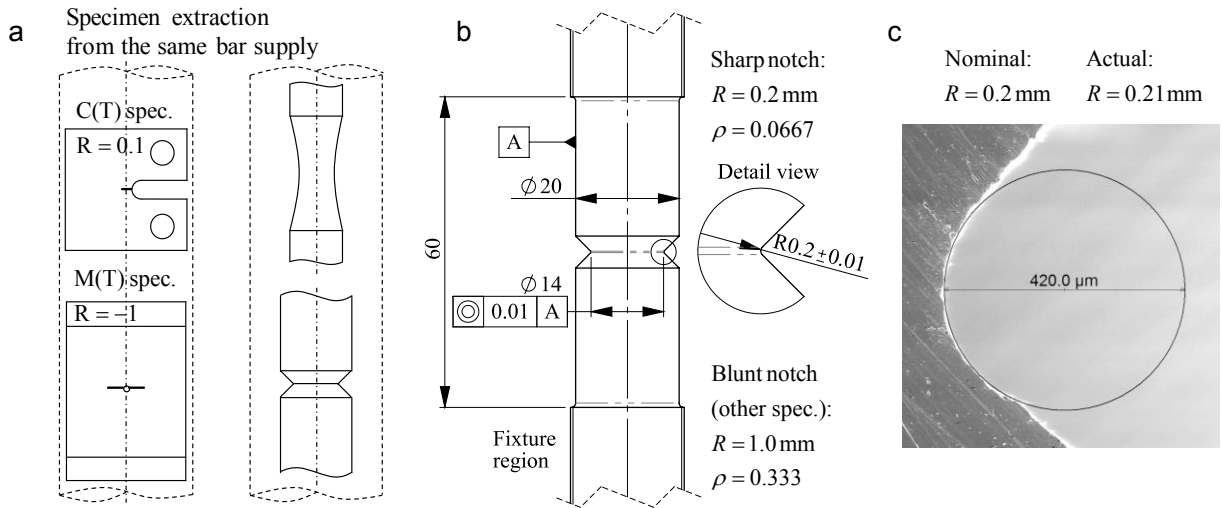 a
Specimen extraction
from the same bar supply
C(T) spec.
R = 0.1
M(T) spec.
R = −1
b
A
∅ 20
60
∅ 14
0.01 A
Fixture
region
Sharp notch:
R = 0.2 mm
ρ = 0.0667
Detail view
R0.2±0.01
Blunt notch
(other spec.):
R = 1.0 mm
ρ = 0.333
c
Nominal:
R = 0.2 mm
Actual:
R = 0.21 mm
420.0 µm